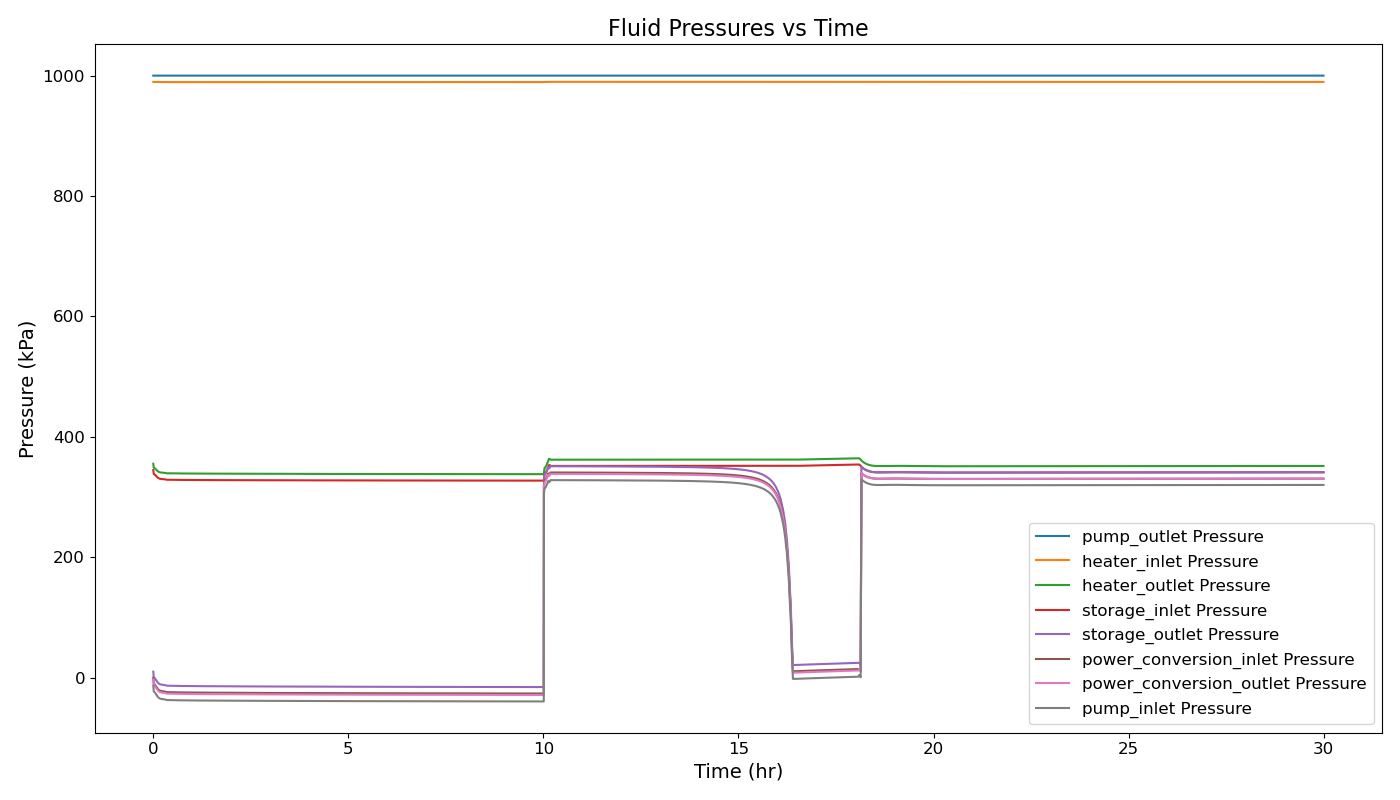 Fluid Pressures vs Time
Pressure (kPa)
1000
800
600
400
200
0
0 5 10 15 20 25 30
Time (hr)
pump_outlet Pressure
heater_inlet Pressure
heater_outlet Pressure
storage_inlet Pressure
storage_outlet Pressure
power_conversion_inlet Pressure
power_conversion_outlet Pressure
pump_inlet Pressure